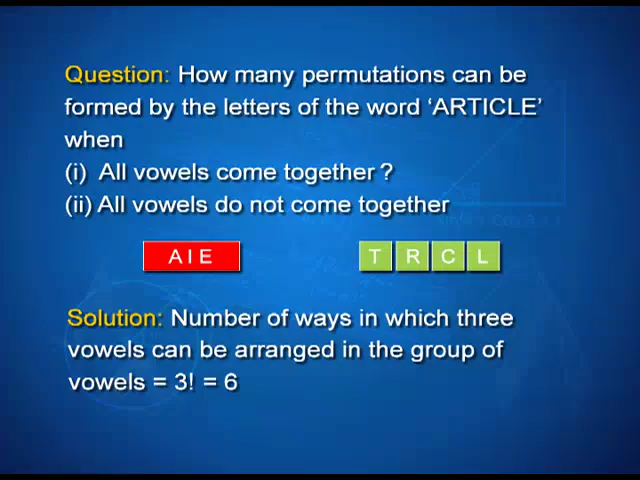 Question: How many permutations can be
formed by the letters of the word ‘ARTICLE’
when
(i) All vowels come together ?
(ii) All vowels do not come together
A I E T R C L
Solution: Number of ways in which three
vowels can be arranged in the group of
vowels = 3! = 6